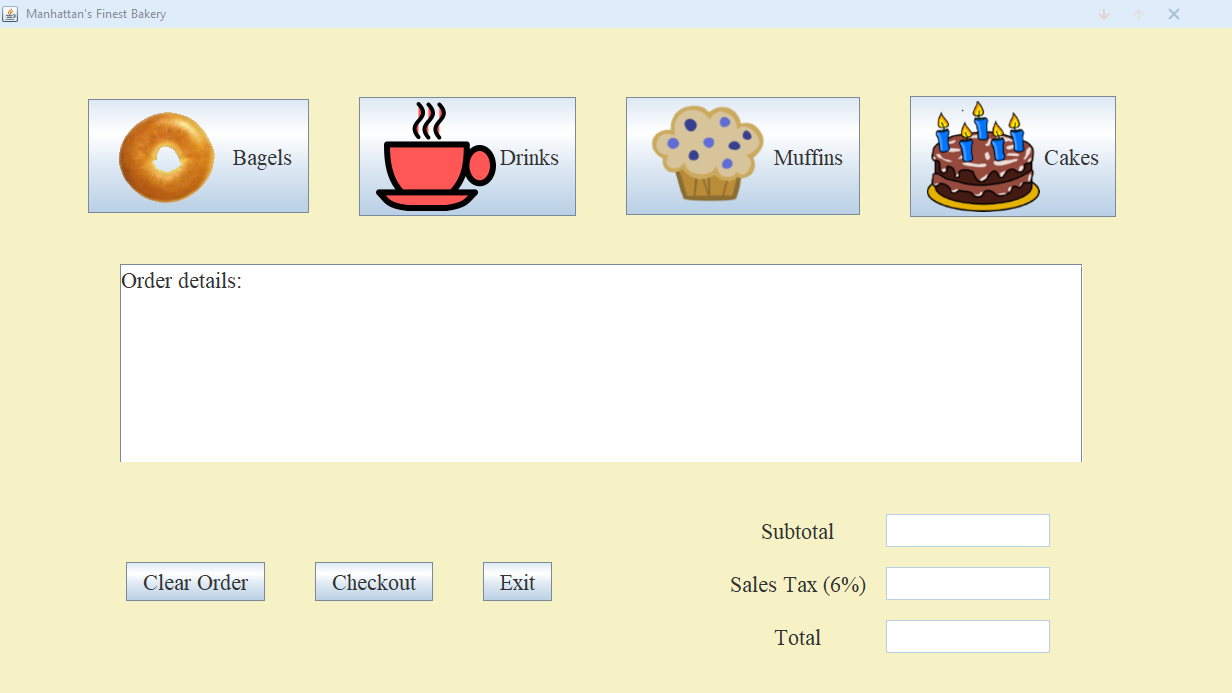 Manhattan's Finest Bakery
Bagels
Drinks
Muffins
Cakes
Order details:
Subtotal
Clear Order
Checkout
Exit
Sales Tax (6%)
Total